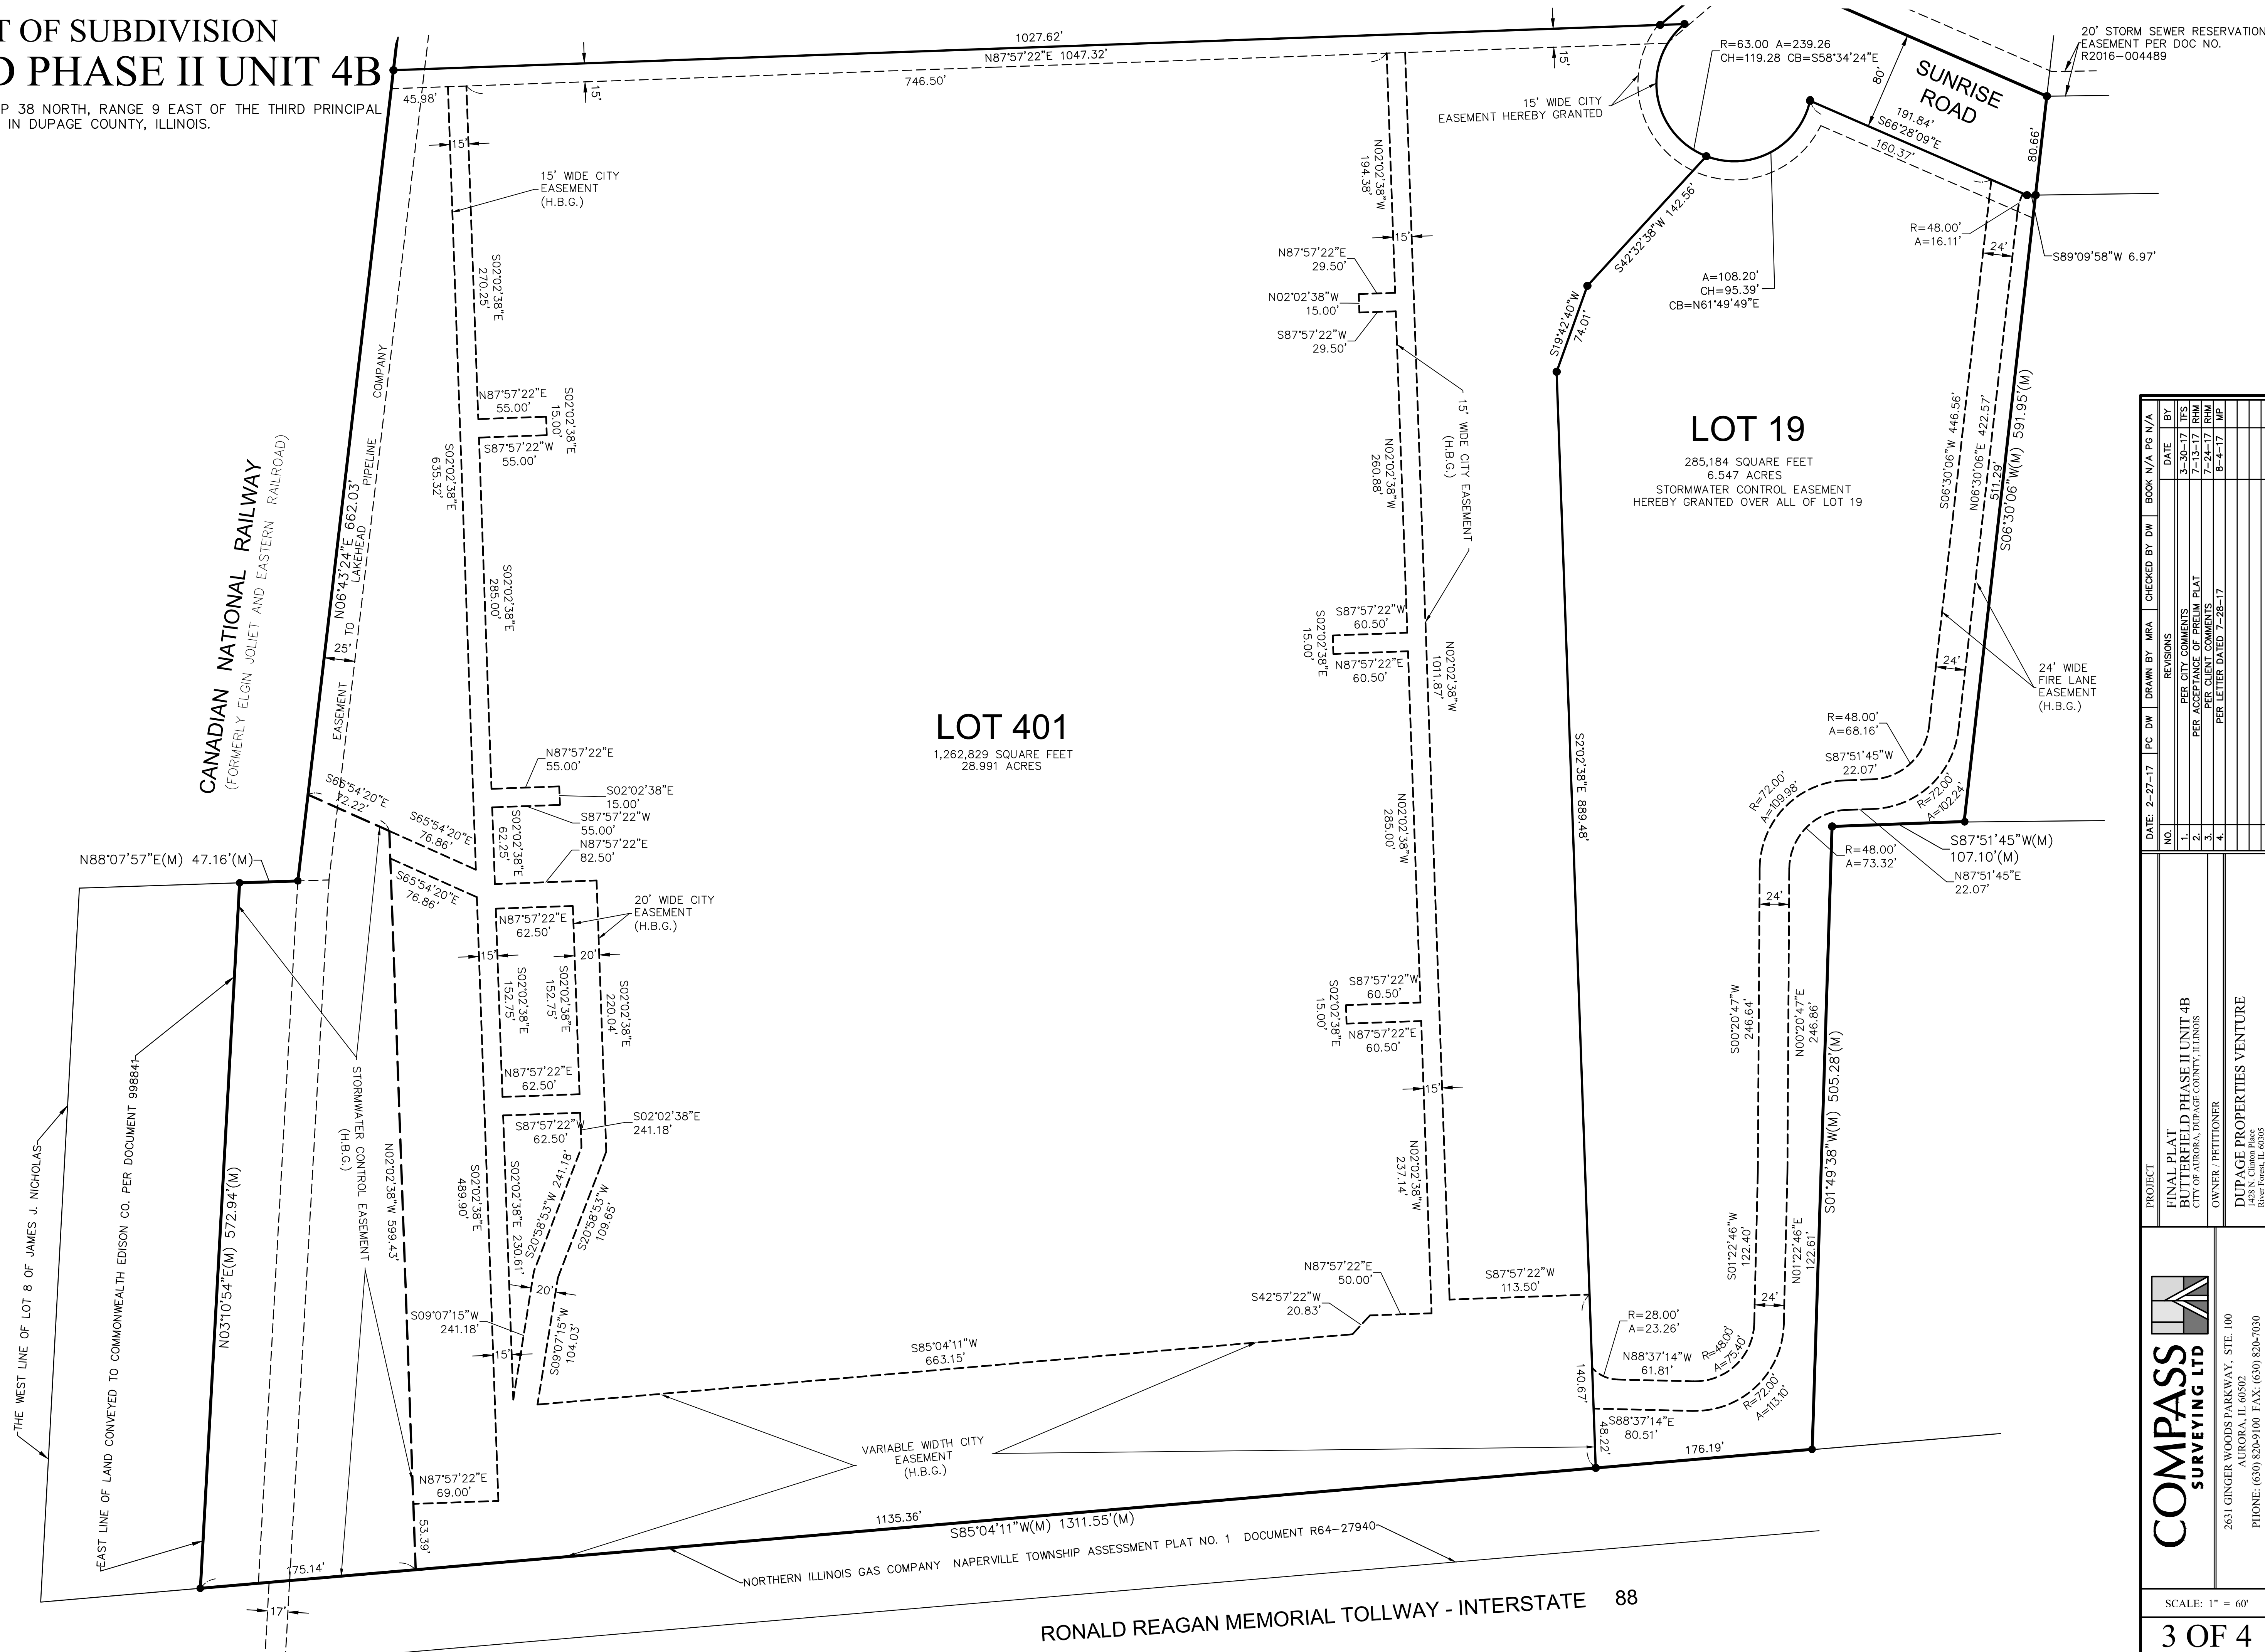 T OF SUBDIVISION
D PHASE II UNIT 4B
P 38 NORTH, RANGE 9 EAST OF THE THIRD PRINCIPAL
IN DUPAGE COUNTY, ILLINOIS.
1027.62'
N87°57'22"E 1047.32'
746.50'
45.98'
15'
15'
15'
15' WIDE CITY
EASEMENT
(H.B.G.)
R=63.00 A=239.26
CH=119.28 CB=S58°34'24"E
15' WIDE CITY
EASEMENT HEREBY GRANTED
80'
SUNRISE
ROAD
191.84'
S66°28'09"E
160.37'
80.66'
20' STORM SEWER RESERVATION
EASEMENT PER DOC NO.
R2016-004489
R=48.00'
A=16.11'
24'
S89°09'58"W 6.97'
A=108.20'
CH=95.39'
CB=N61°49'49"E
S42°32'38"W 142.56'
S19°42'40"W
74.01'
N02°02'38"W
194.38'
15'
N87°57'22"E
29.50'
N02°02'38"W
15.00'
S87°57'22"W
29.50'
S02°02'38"E
270.25'
N87°57'22"E
55.00'
S02°02'38"E
15.00'
S87°57'22"W
55.00'
S02°02'38"E
635.32'
S02°02'38"E
285.00'
CANADIAN NATIONAL RAILWAY
(FORMERLY ELGIN JOLIET AND EASTERN RAILROAD)
N06°43'24"E 662.03'
EASEMENT TO LAKEHEAD PIPELINE COMPANY
25'
N02°02'38"W
260.88'
15' WIDE CITY EASEMENT
(H.B.G.)
S87°57'22"W
60.50'
S02°02'38"E
15.00'
N87°57'22"E
60.50'
N02°02'38"W
1011.87'
LOT 19
285,184 SQUARE FEET
6.547 ACRES
STORMWATER CONTROL EASEMENT
HEREBY GRANTED OVER ALL OF LOT 19
S06°30'06"W 446.56'
N06°30'06"E 422.57'
511.29'
S06°30'06"W(M) 591.95'(M)
24'
24' WIDE
FIRE LANE
EASEMENT
(H.B.G.)
LOT 401
1,262,829 SQUARE FEET
28.991 ACRES
S2°02'38"E 889.48'
R=48.00'
A=68.16'
S87°51'45"W
22.07'
R=72.00'
A=109.98'
R=72.00'
A=102.24'
R=48.00'
A=73.32'
S87°51'45"W(M)
107.10'(M)
N87°51'45"E
22.07'
24'
N87°57'22"E
55.00'
S02°02'38"E
15.00'
S87°57'22"W
55.00'
N87°57'22"E
82.50'
S02°02'38"E
62.25'
S65°54'20"E
72.22'
S65°54'20"E
76.86'
S65°54'20"E
76.86'
N88°07'57"E(M) 47.16'(M)
20' WIDE CITY
EASEMENT
(H.B.G.)
N87°57'22"E
62.50'
15'
20'
S02°02'38"E
152.75'
S02°02'38"E
152.75'
S02°02'38"E
220.04'
N87°57'22"E
62.50'
S87°57'22"W
62.50'
S02°02'38"E
241.18'
N02°02'38"W
285.00'
S87°57'22"W
60.50'
S02°02'38"E
15.00'
N87°57'22"E
60.50'
15'
N02°02'38"W
237.14'
S00°20'47"W
246.64'
N00°20'47"E
246.86'
S01°49'38"W(M) 505.28'(M)
THE WEST LINE OF LOT 8 OF JAMES J. NICHOLAS
EAST LINE OF LAND CONVEYED TO COMMONWEALTH EDISON CO. PER DOCUMENT 998841
N03°10'54"E(M) 572.94'(M)
STORMWATER CONTROL EASEMENT
(H.B.G.)
N02°02'38"W 599.43'
S02°02'38"E
489.90'
S02°02'38"E 230.61'
S20°58'53"W 241.18'
S20°58'53"W
109.65'
20'
S09°07'15"W
241.18'
S09°07'15"W
104.03'
15'
N87°57'22"E
50.00'
S42°57'22"W
20.83'
S87°57'22"W
113.50'
S85°04'11"W
663.15'
S01°22'46"W
122.40'
N01°22'46"E
122.61'
24'
R=28.00'
A=23.26'
N88°37'14"W
61.81'
R=48.00'
A=75.40'
R=72.00'
A=113.10'
S88°37'14"E
80.51'
140.67'
48.22'
176.19'
VARIABLE WIDTH CITY
EASEMENT
(H.B.G.)
N87°57'22"E
69.00'
53.39'
175.14'
17'
1135.36'
S85°04'11"W(M) 1311.55'(M)
NORTHERN ILLINOIS GAS COMPANY NAPERVILLE TOWNSHIP ASSESSMENT PLAT NO. 1 DOCUMENT R64-27940
RONALD REAGAN MEMORIAL TOLLWAY - INTERSTATE 88
DATE: 2-27-17 PC DW DRAWN BY MRA CHECKED BY DW BOOK N/A PG N/A
NO. REVISIONS DATE BY
1. PER CITY COMMENTS 3-30-17 TFS
2. PER ACCEPTANCE OF PRELIM PLAT 7-13-17 RHM
3. PER CLIENT COMMENTS 7-24-17 RHM
4. PER LETTER DATED 7-28-17 8-4-17 MP
PROJECT
FINAL PLAT
BUTTERFIELD PHASE II UNIT 4B
CITY OF AURORA, DUPAGE COUNTY, ILLINOIS
OWNER / PETITIONER
DUPAGE PROPERTIES VENTURE
1428 N. Clinton Place
River Forest, IL 60305
COMPASS
SURVEYING LTD
2631 GINGER WOODS PARKWAY, STE. 100
AURORA, IL 60502
PHONE: (630) 820-9100 FAX: (630) 820-7030
SCALE: 1" = 60'
3 OF 4